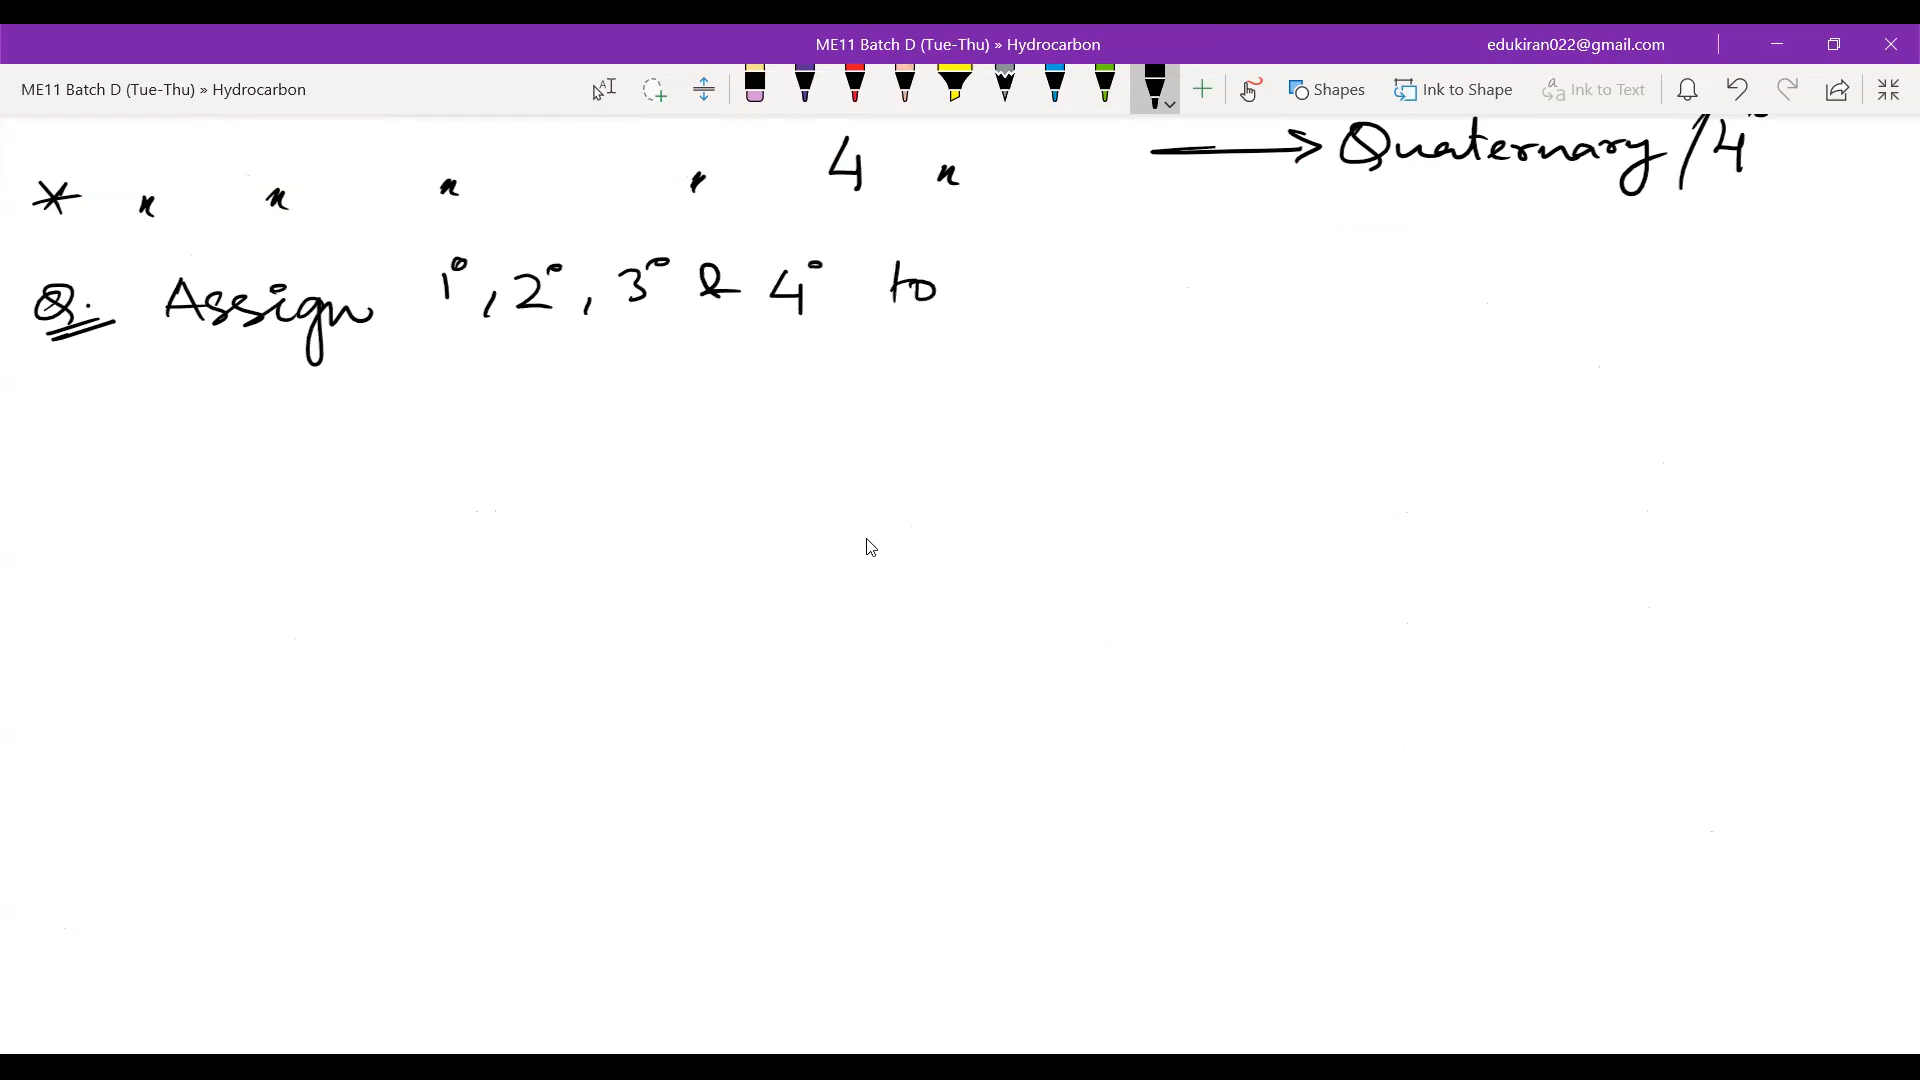 ME11 Batch D (Tue-Thu) » Hydrocarbon
edukiran022@gmail.com
ME11 Batch D (Tue-Thu) » Hydrocarbon
Shapes
Ink to Shape
Ink to Text
* " " " " 4 " → Quaternary / 4°
Q. Assign 1°, 2°, 3° & 4° to